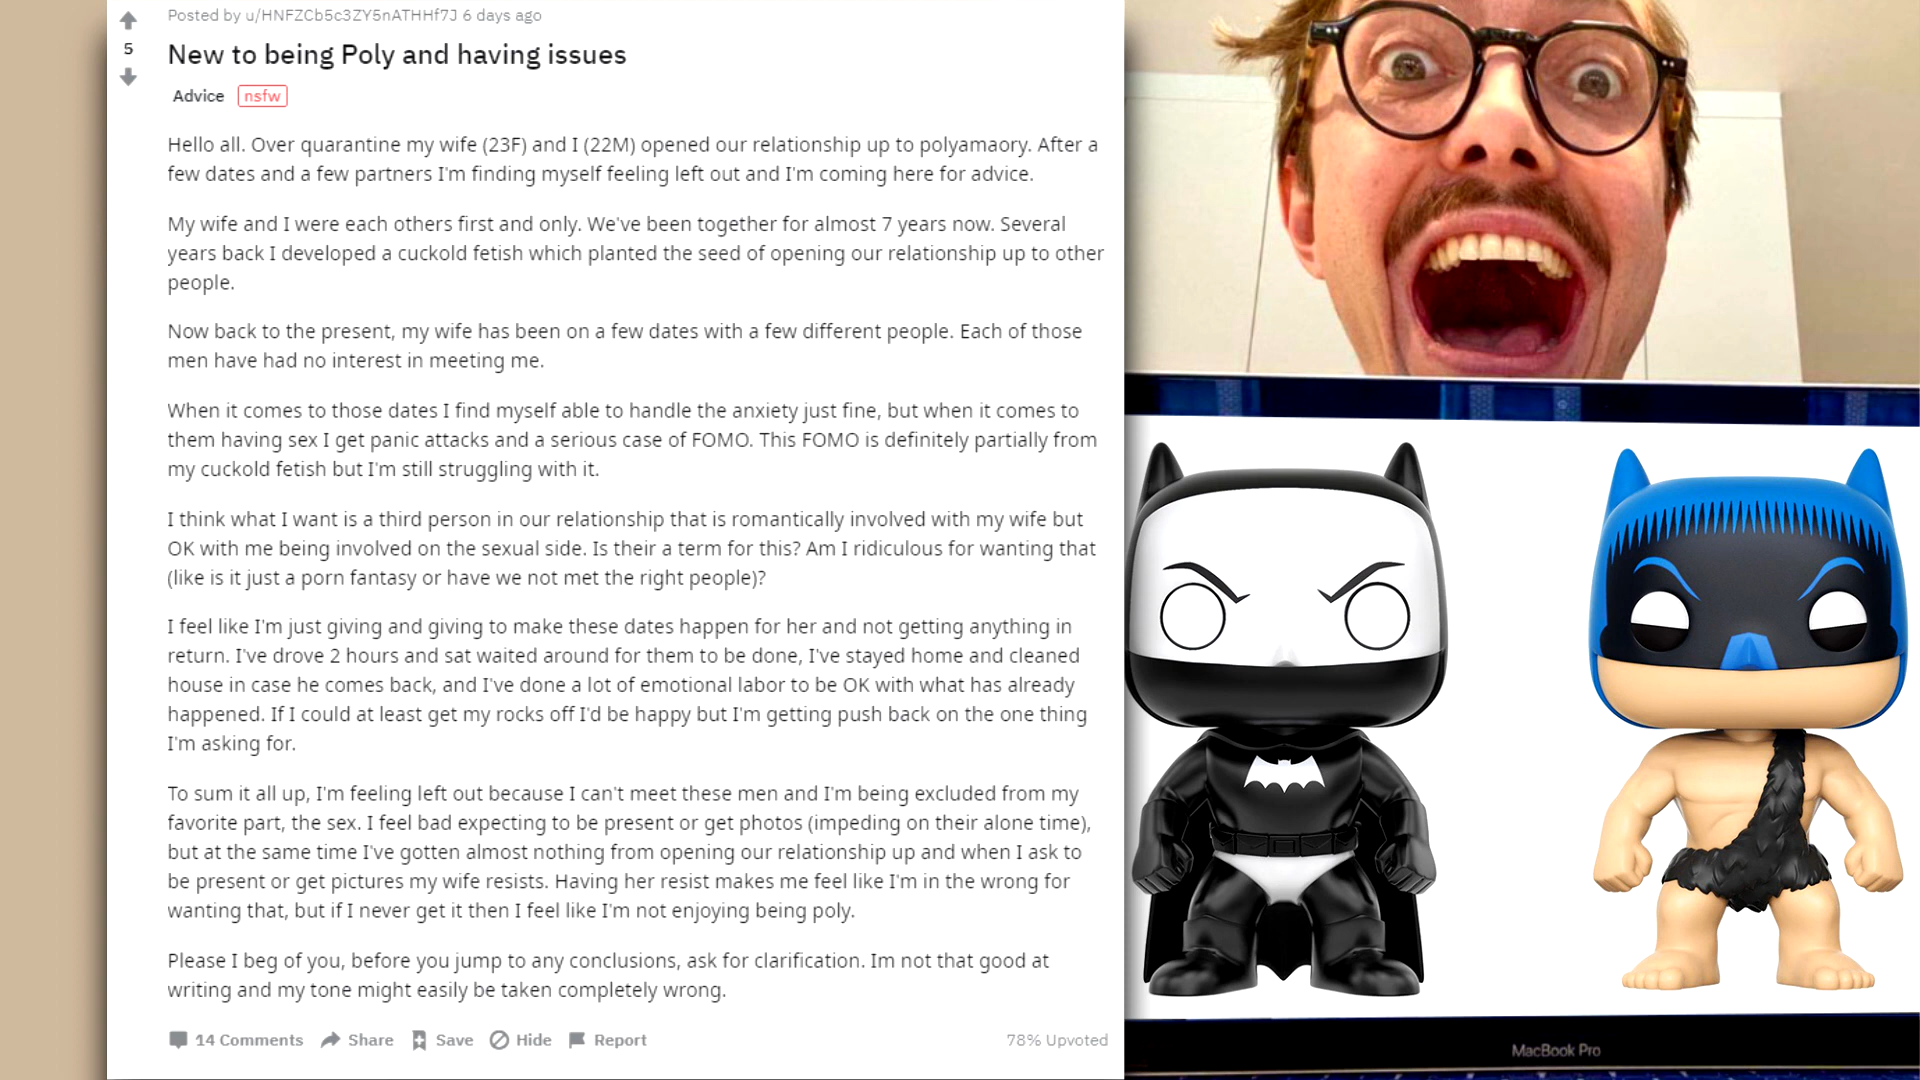 Posted by u/HNFZCb5c3ZY5nATHHf7J 6 days ago
5
New to being Poly and having issues
Advice nsfw
Hello all. Over quarantine my wife (23F) and I (22M) opened our relationship up to polyamaory. After a
few dates and a few partners I'm finding myself feeling left out and I'm coming here for advice.
My wife and I were each others first and only. We've been together for almost 7 years now. Several
years back I developed a cuckold fetish which planted the seed of opening our relationship up to other
people.
Now back to the present, my wife has been on a few dates with a few different people. Each of those
men have had no interest in meeting me.
When it comes to those dates I find myself able to handle the anxiety just fine, but when it comes to
them having sex I get panic attacks and a serious case of FOMO. This FOMO is definitely partially from
my cuckold fetish but I'm still struggling with it.
I think what I want is a third person in our relationship that is romantically involved with my wife but
OK with me being involved on the sexual side. Is their a term for this? Am I ridiculous for wanting that
(like is it just a porn fantasy or have we not met the right people)?
I feel like I'm just giving and giving to make these dates happen for her and not getting anything in
return. I've drove 2 hours and sat waited around for them to be done, I've stayed home and cleaned
house in case he comes back, and I've done a lot of emotional labor to be OK with what has already
happened. If I could at least get my rocks off I'd be happy but I'm getting push back on the one thing
I'm asking for.
To sum it all up, I'm feeling left out because I can't meet these men and I'm being excluded from my
favorite part, the sex. I feel bad expecting to be present or get photos (impeding on their alone time),
but at the same time I've gotten almost nothing from opening our relationship up and when I ask to
be present or get pictures my wife resists. Having her resist makes me feel like I'm in the wrong for
wanting that, but if I never get it then I feel like I'm not enjoying being poly.
Please I beg of you, before you jump to any conclusions, ask for clarification. Im not that good at
writing and my tone might easily be taken completely wrong.
14 Comments Share Save Hide Report 78% Upvoted
MacBook Pro